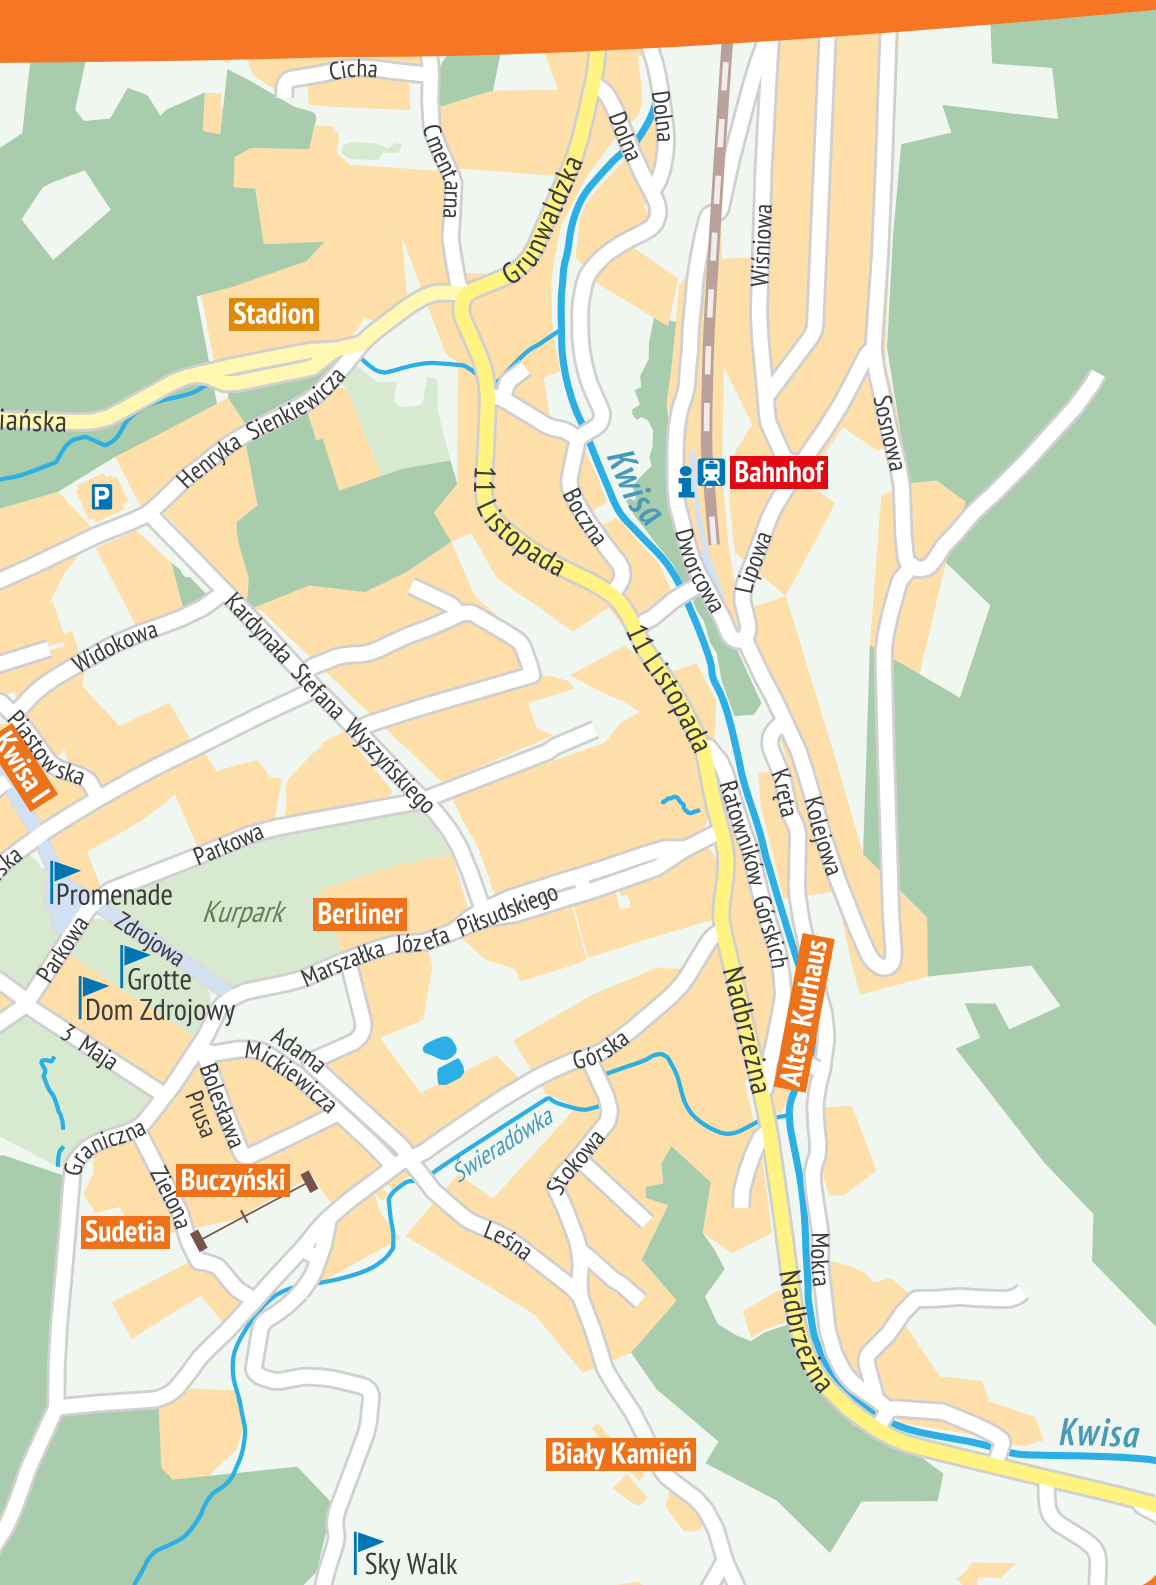 Cicha
Dolna
Dolna
Cmentarna
Grunwaldzka
Wiśniowa
Stadion
iańska
Henryka Sienkiewicza
Sosnowa
Kwisa
Bahnhof
P
11 Listopada
Boczna
Dworcowa
Lipowa
Widokowa
Kardynała Stefana Wyszyńskiego
11 Listopada
Piastowska
Kwisa I
Kręta
Kolejowa
Ratowników Górskich
Parkowa
ska
Promenade
Kurpark
Berliner
Zdrojowa
Parkowa
Marszałka Józefa Piłsudskiego
Grotte
Dom Zdrojowy
Altes Kurhaus
Nadbrzeżna
3 Maja
Adama
Mickiewicza
Górska
Bolesława
Prusa
Graniczna
Świeradówka
Stokowa
Buczyński
Zielona
Sudetia
Leśna
Mokra
Nadbrzeżna
Kwisa
Biały Kamień
Sky Walk